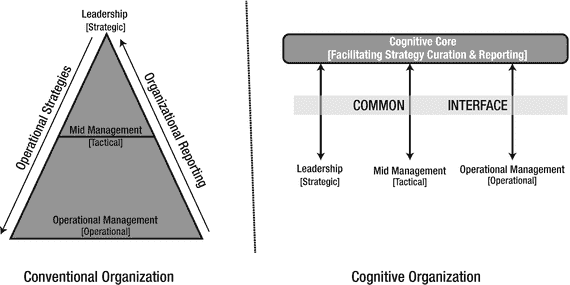 Leadership
[Strategic]
Operational Strategies
Organizational Reporting
Mid Management
[Tactical]
Operational Management
[Operational]
Conventional Organization
Cognitive Core
[Facilitating Strategy Curation & Reporting]
COMMON INTERFACE
Leadership
[Strategic]
Mid Management
[Tactical]
Operational Management
[Operational]
Cognitive Organization